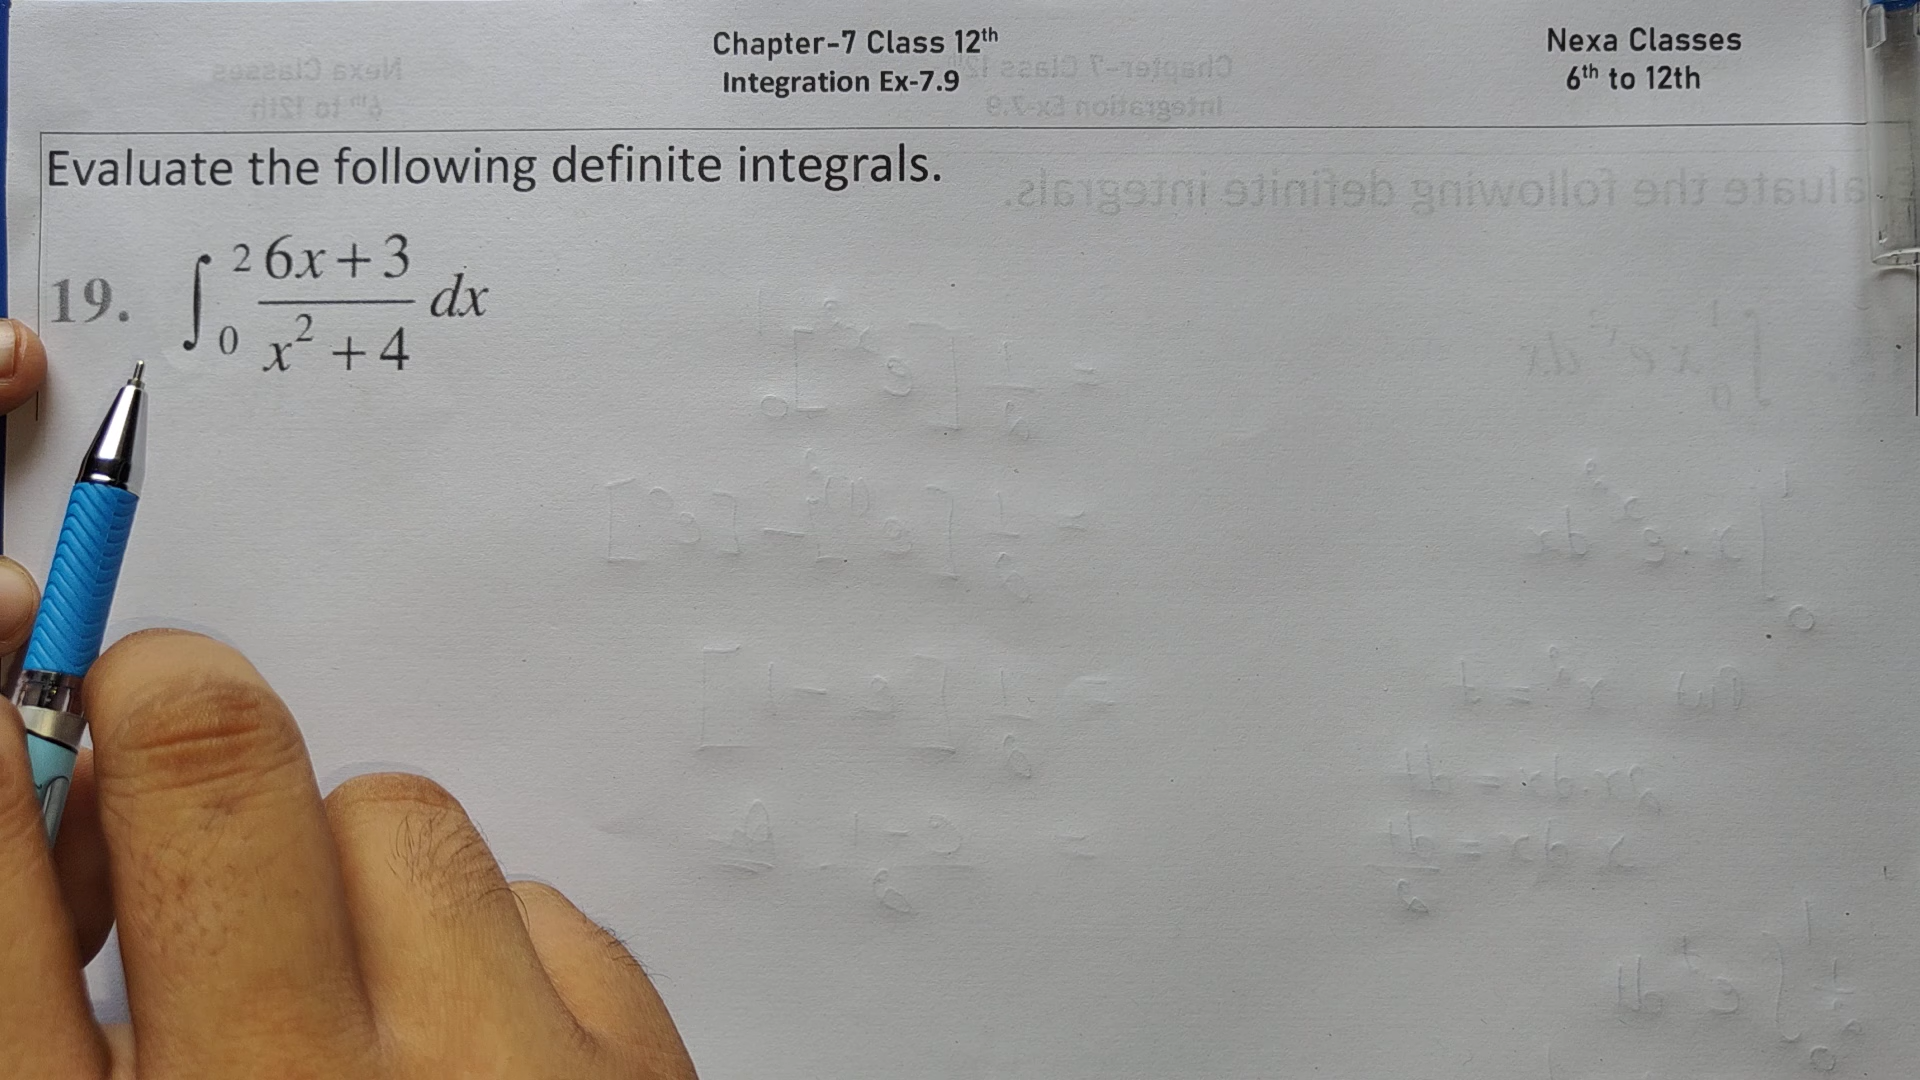 Chapter-7 Class 12th
Integration Ex-7.9
Nexa Classes
6th to 12th
Evaluate the following definite integrals.
19. ∫₀² (6x+3)/(x²+4) dx